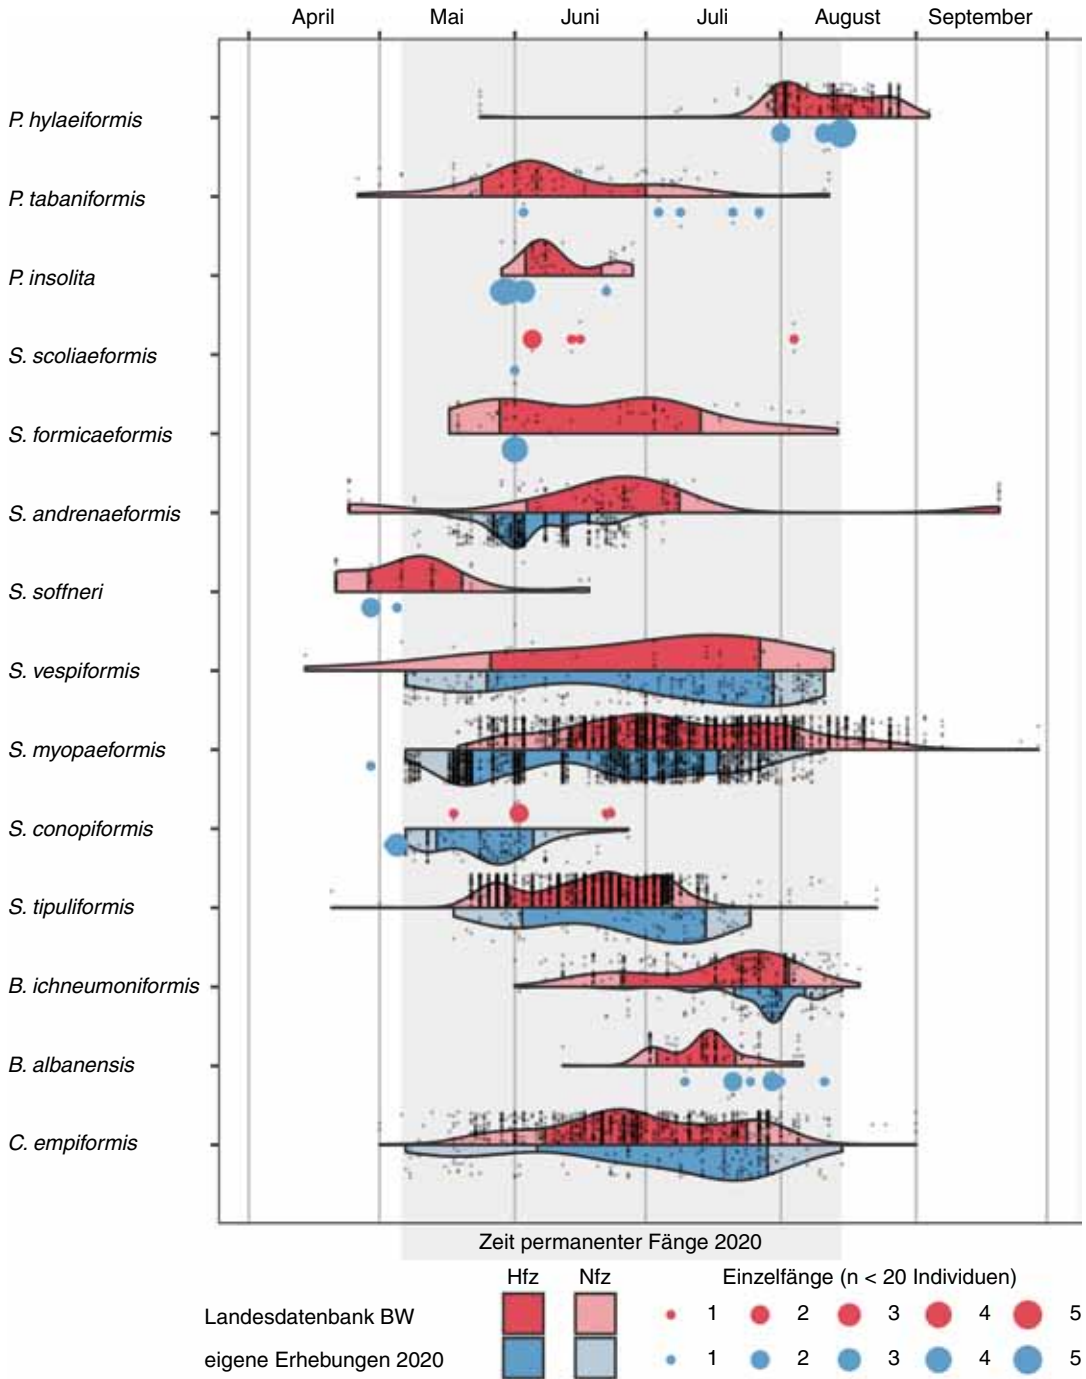 April Mai Juni Juli August September
P. hylaeiformis
P. tabaniformis
P. insolita
S. scoliaeformis
S. formicaeformis
S. andrenaeformis
S. soffneri
S. vespiformis
S. myopaeformis
S. conopiformis
S. tipuliformis
B. ichneumoniformis
B. albanensis
C. empiformis
Zeit permanenter Fänge 2020
Hfz Nfz Einzelfänge (n < 20 Individuen)
Landesdatenbank BW 1 2 3 4 5
eigene Erhebungen 2020 1 2 3 4 5